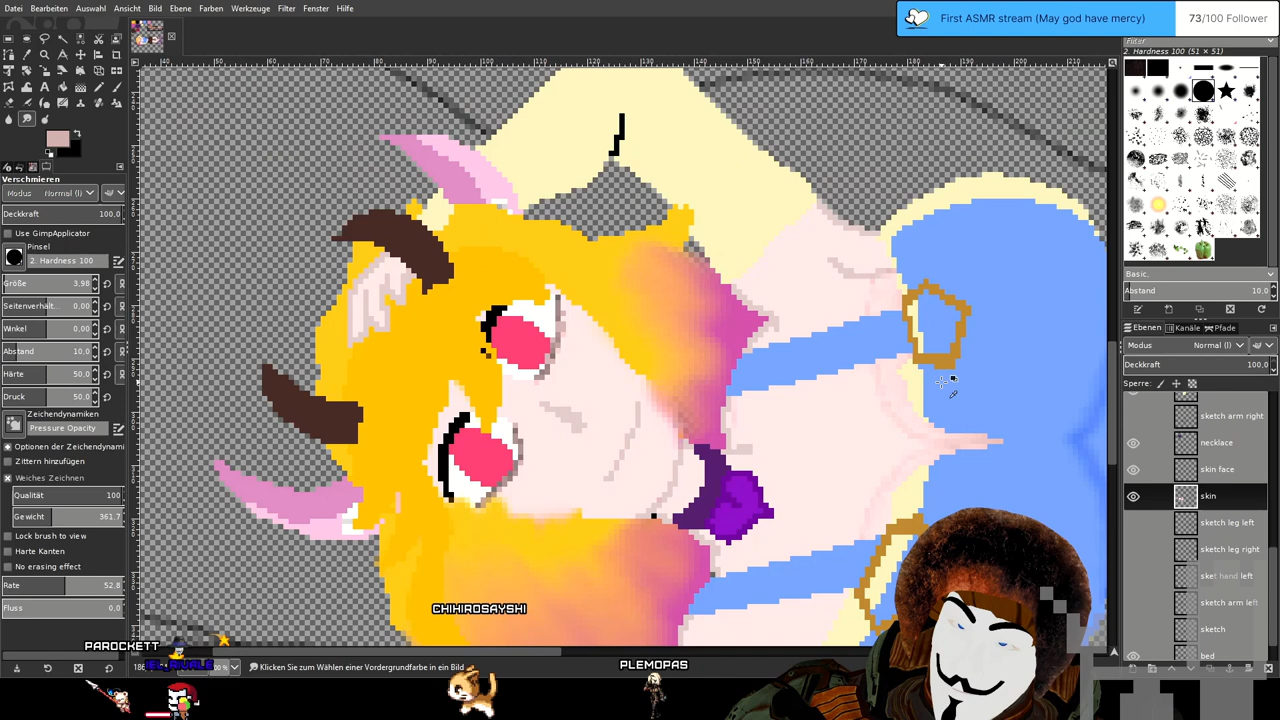 Datei Bearbeiten Auswahl Ansicht Bild Ebene Farben Werkzeuge Filter Fenster Hilfe
First ASMR stream (May god have mercy) 73/100 Follower
Filter
2. Hardness 100 (51 × 51)
Verschmieren
Modus Normal (l)
Deckkraft 100,0
Use GimpApplicator
Pinsel
2. Hardness 100
Größe 3,98
Seitenverhält. 0,00
Winkel 0,00
Abstand 10,0
Härte 50,0
Druck 50,0
Zeichendynamiken
Pressure Opacity
Optionen der Zeichendynami
Zittern hinzufügen
Weiches Zeichnen
Qualität 100
Gewicht 361,7
Lock brush to view
Harte Kanten
No erasing effect
Rate 52,8
Fluss 0,0
Basic.
Abstand 10,0
Ebenen Kanäle Pfade
Modus Normal (l)
Deckkraft 100,0
Sperre:
sketch arm right
necklace
skin face
skin
sketch leg left
sketch leg right
sket hand left
sketch arm left
sketch
bed
CHIHIROSAYSHI
PAROCKETT
PLEMOPAS
Klicken Sie zum Wählen einer Vordergrundfarbe in ein Bild